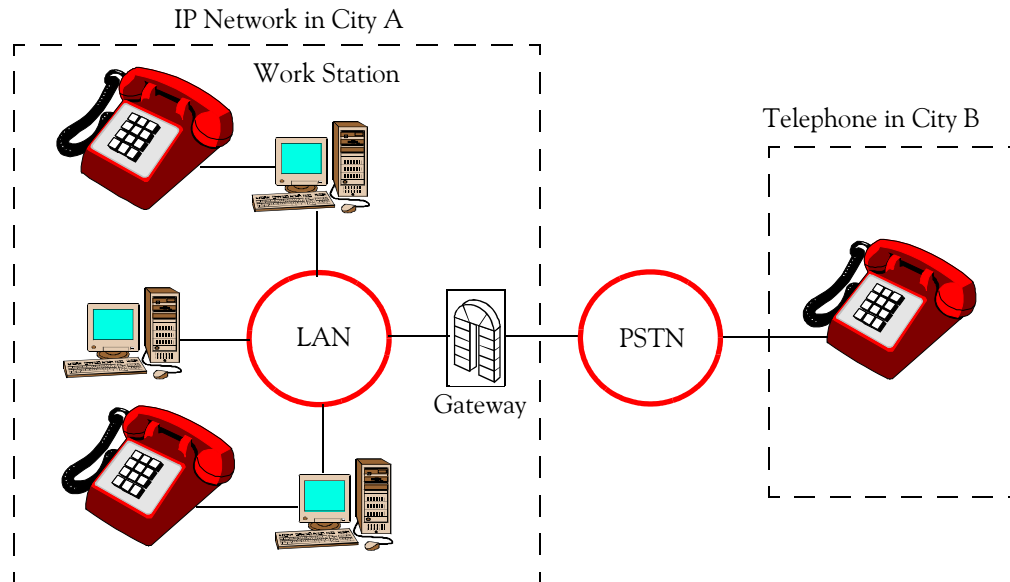 IP Network in City A
Work Station
Telephone in City B
LAN
PSTN
Gateway